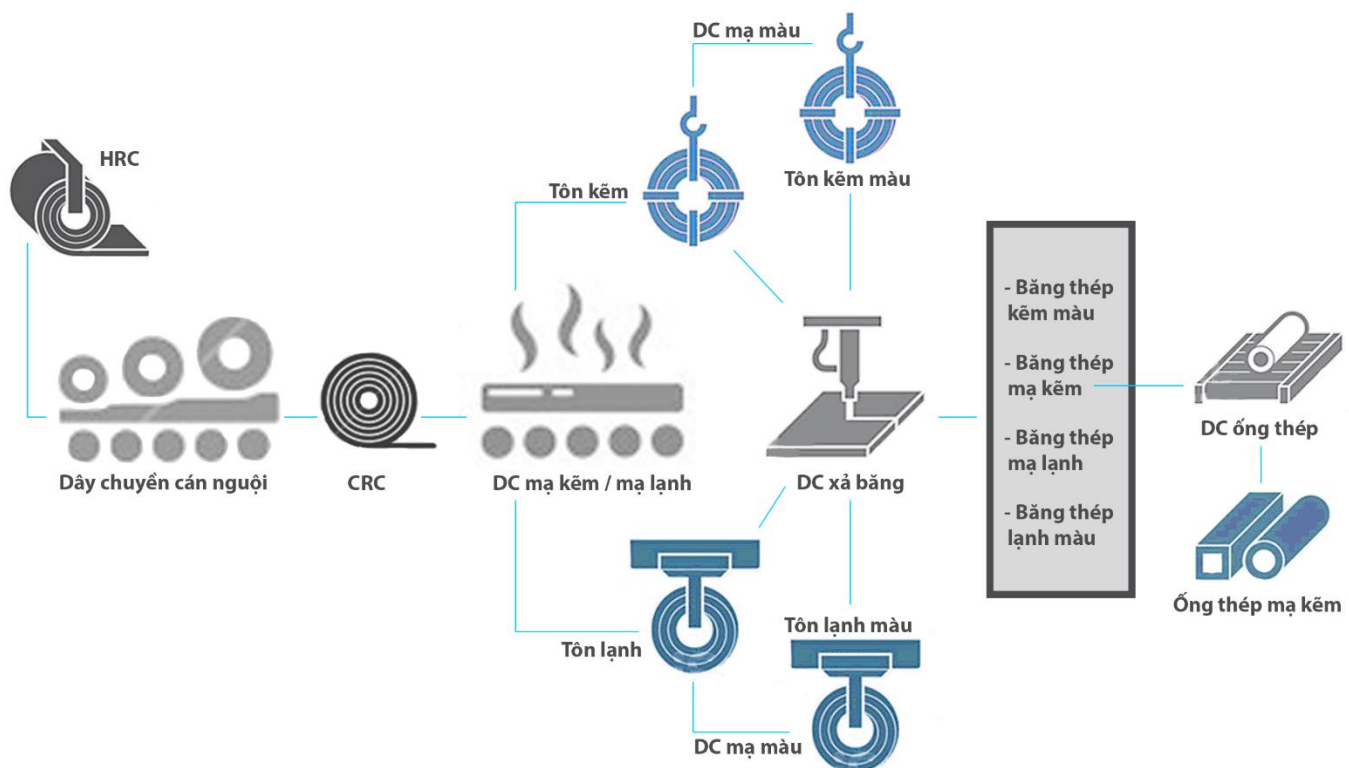 DC mạ màu
HRC
Tôn kẽm
Tôn kẽm màu
- Băng thép
kẽm màu
- Băng thép
mạ kẽm
- Băng thép
mạ lạnh
- Băng thép
lạnh màu
DC ống thép
Dây chuyền cán nguội
CRC
DC mạ kẽm / mạ lạnh
DC xả băng
Ống thép mạ kẽm
Tôn lạnh
Tôn lạnh màu
DC mạ màu